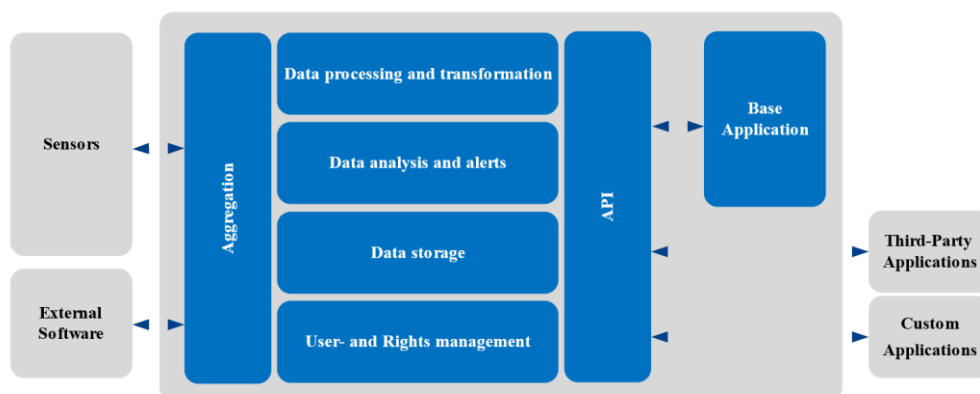 Sensors
External
Software
Aggregation
Data processing and transformation
Data analysis and alerts
Data storage
User- and Rights management
API
Base
Application
Third-Party
Applications
Custom
Applications